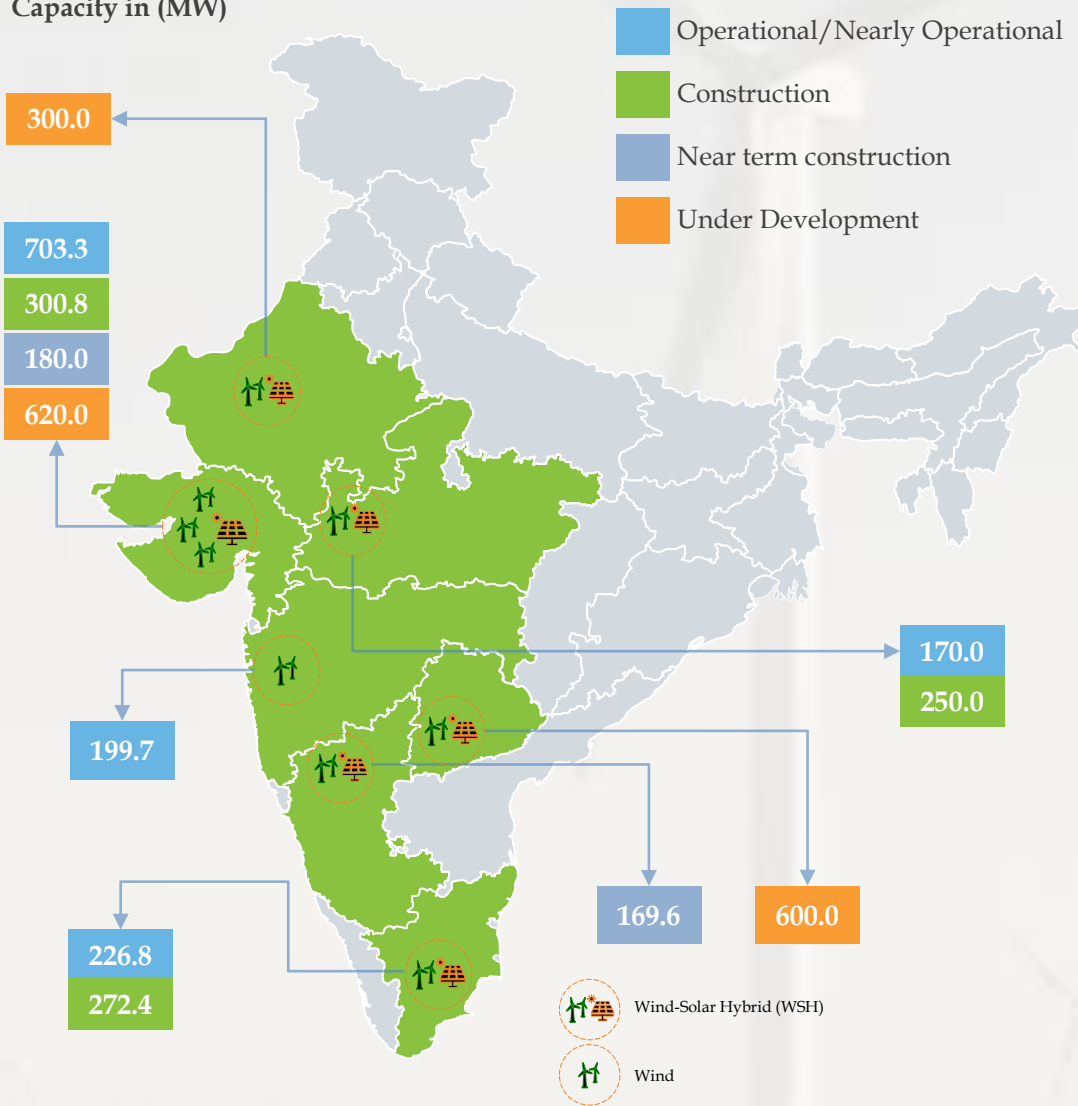 Capacity in (MW)
Operational/Nearly Operational
Construction
Near term construction
Under Development
300.0
703.3
300.8
180.0
620.0
170.0
250.0
199.7
169.6
600.0
226.8
272.4
Wind-Solar Hybrid (WSH)
Wind